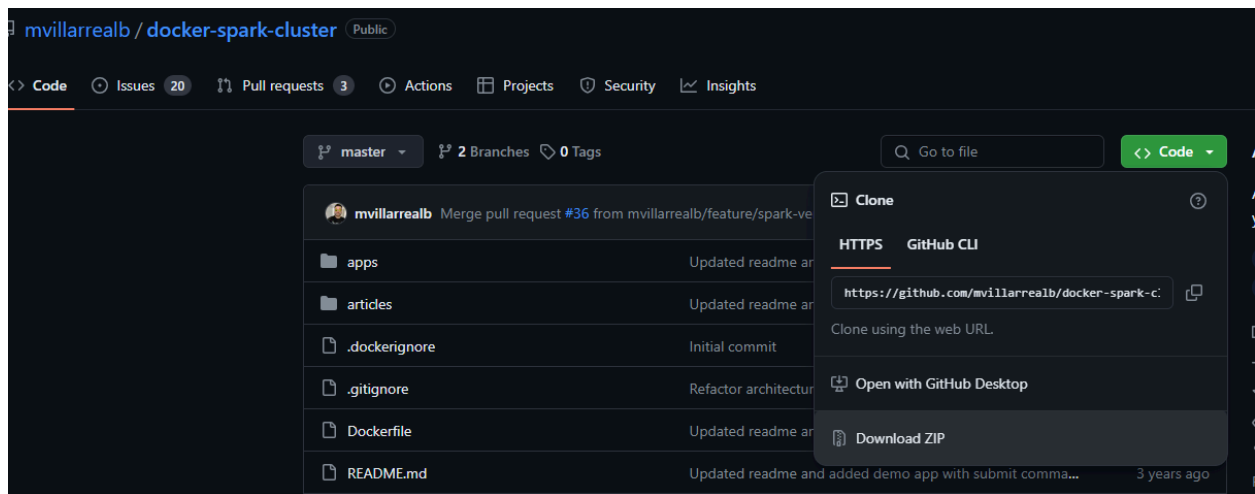 mvillarrealb / docker-spark-cluster Public
Code Issues 20 Pull requests 3 Actions Projects Security Insights
master 2 Branches 0 Tags Go to file Code
mvillarrealb Merge pull request #36 from mvillarrealb/feature/spark-ve
Clone
HTTPS GitHub CLI
apps Updated readme an
https://github.com/mvillarrealb/docker-spark-c
articles Updated readme an
Clone using the web URL.
.dockerignore Initial commit
.gitignore Refactor architectur
Open with GitHub Desktop
Dockerfile Updated readme an
Download ZIP
README.md Updated readme and added demo app with submit comma... 3 years ago